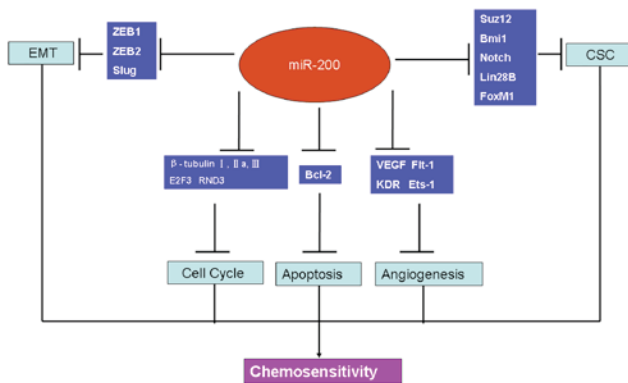 ZEB1
ZEB2
Slug
EMT
miR-200
Suz12
Bmi1
Notch
Lin28B
FoxM1
CSC
β-tubulin Ⅰ, Ⅱa, Ⅲ
E2F3 RND3
Bcl-2
VEGF Flt-1
KDR Ets-1
Cell Cycle
Apoptosis
Angiogenesis
Chemosensitivity